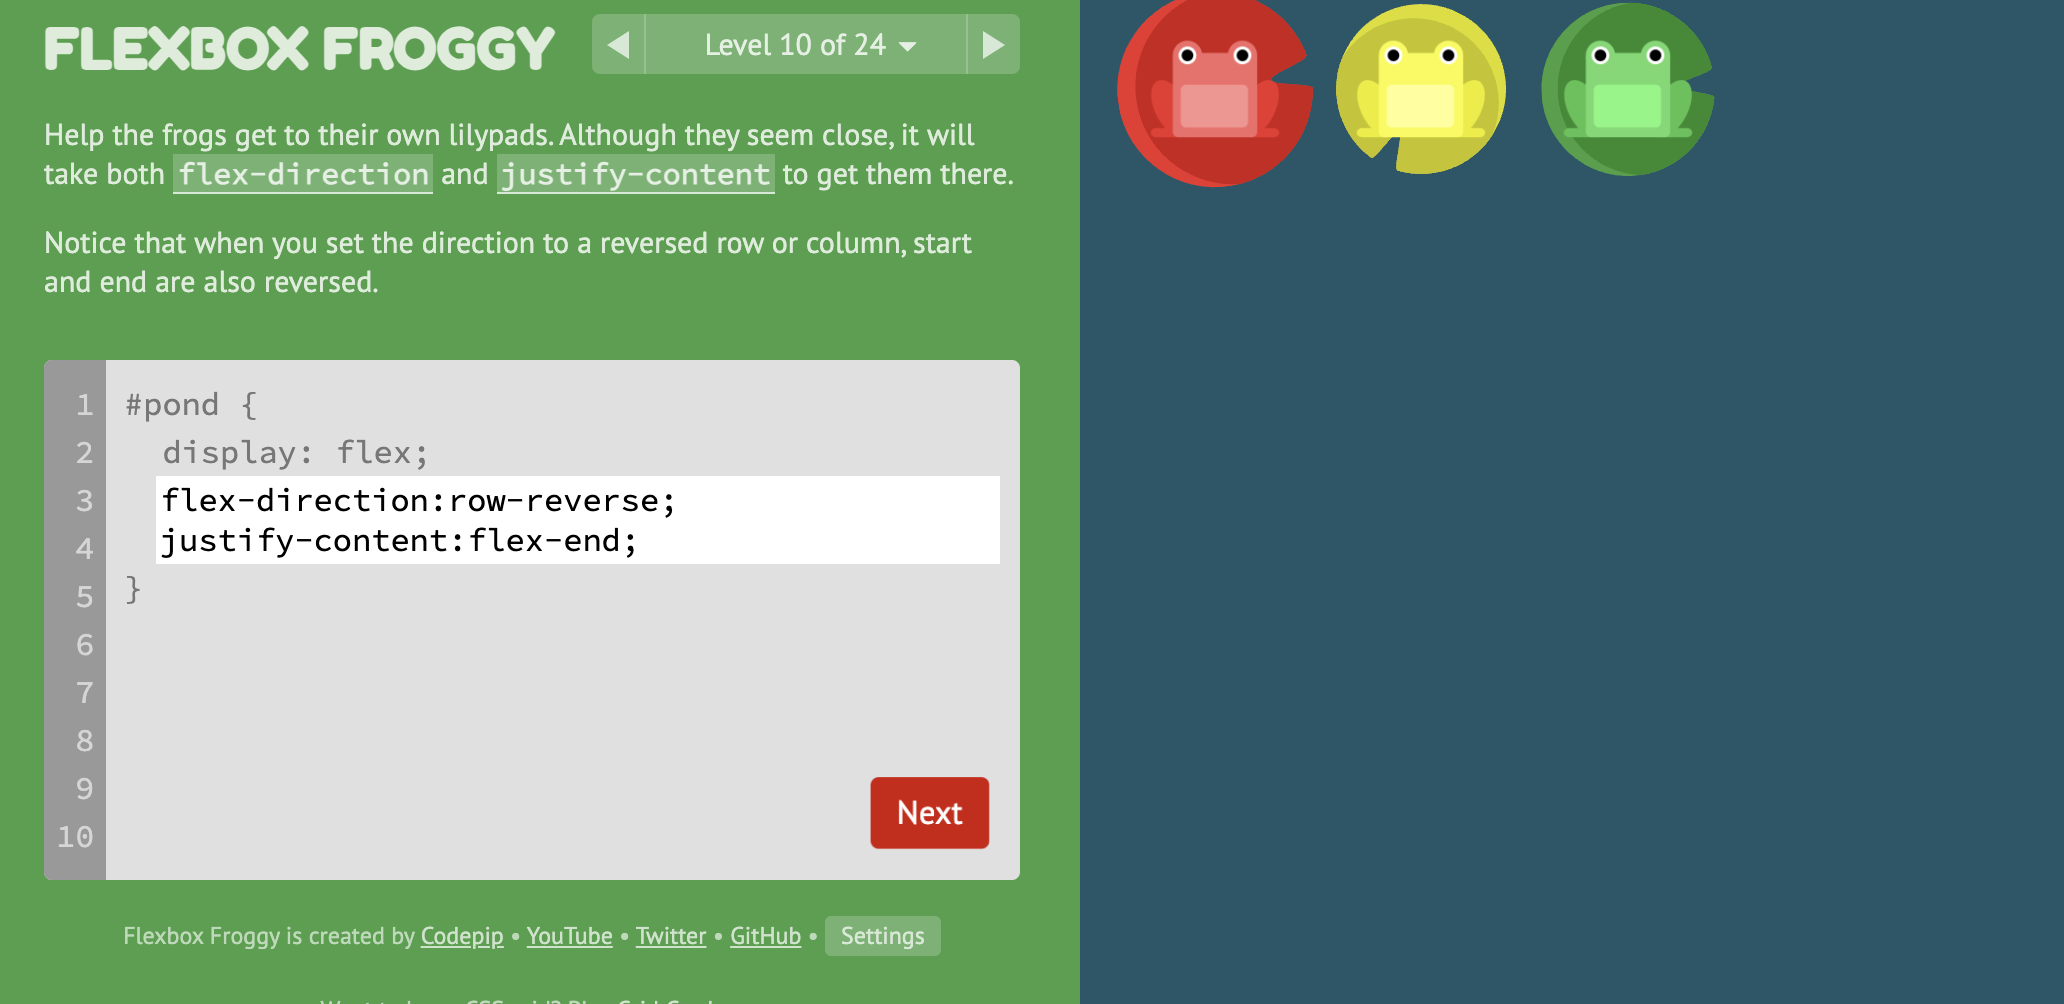 FLEXBOX FROGGY
Level 10 of 24
Help the frogs get to their own lilypads. Although they seem close, it will
take both flex-direction and justify-content to get them there.
Notice that when you set the direction to a reversed row or column, start
and end are also reversed.
1 #pond {
2 display: flex;
3 flex-direction:row-reverse;
4 justify-content:flex-end;
5 }
6
7
8
9
10
Next
Flexbox Froggy is created by Codepip • YouTube • Twitter • GitHub • Settings